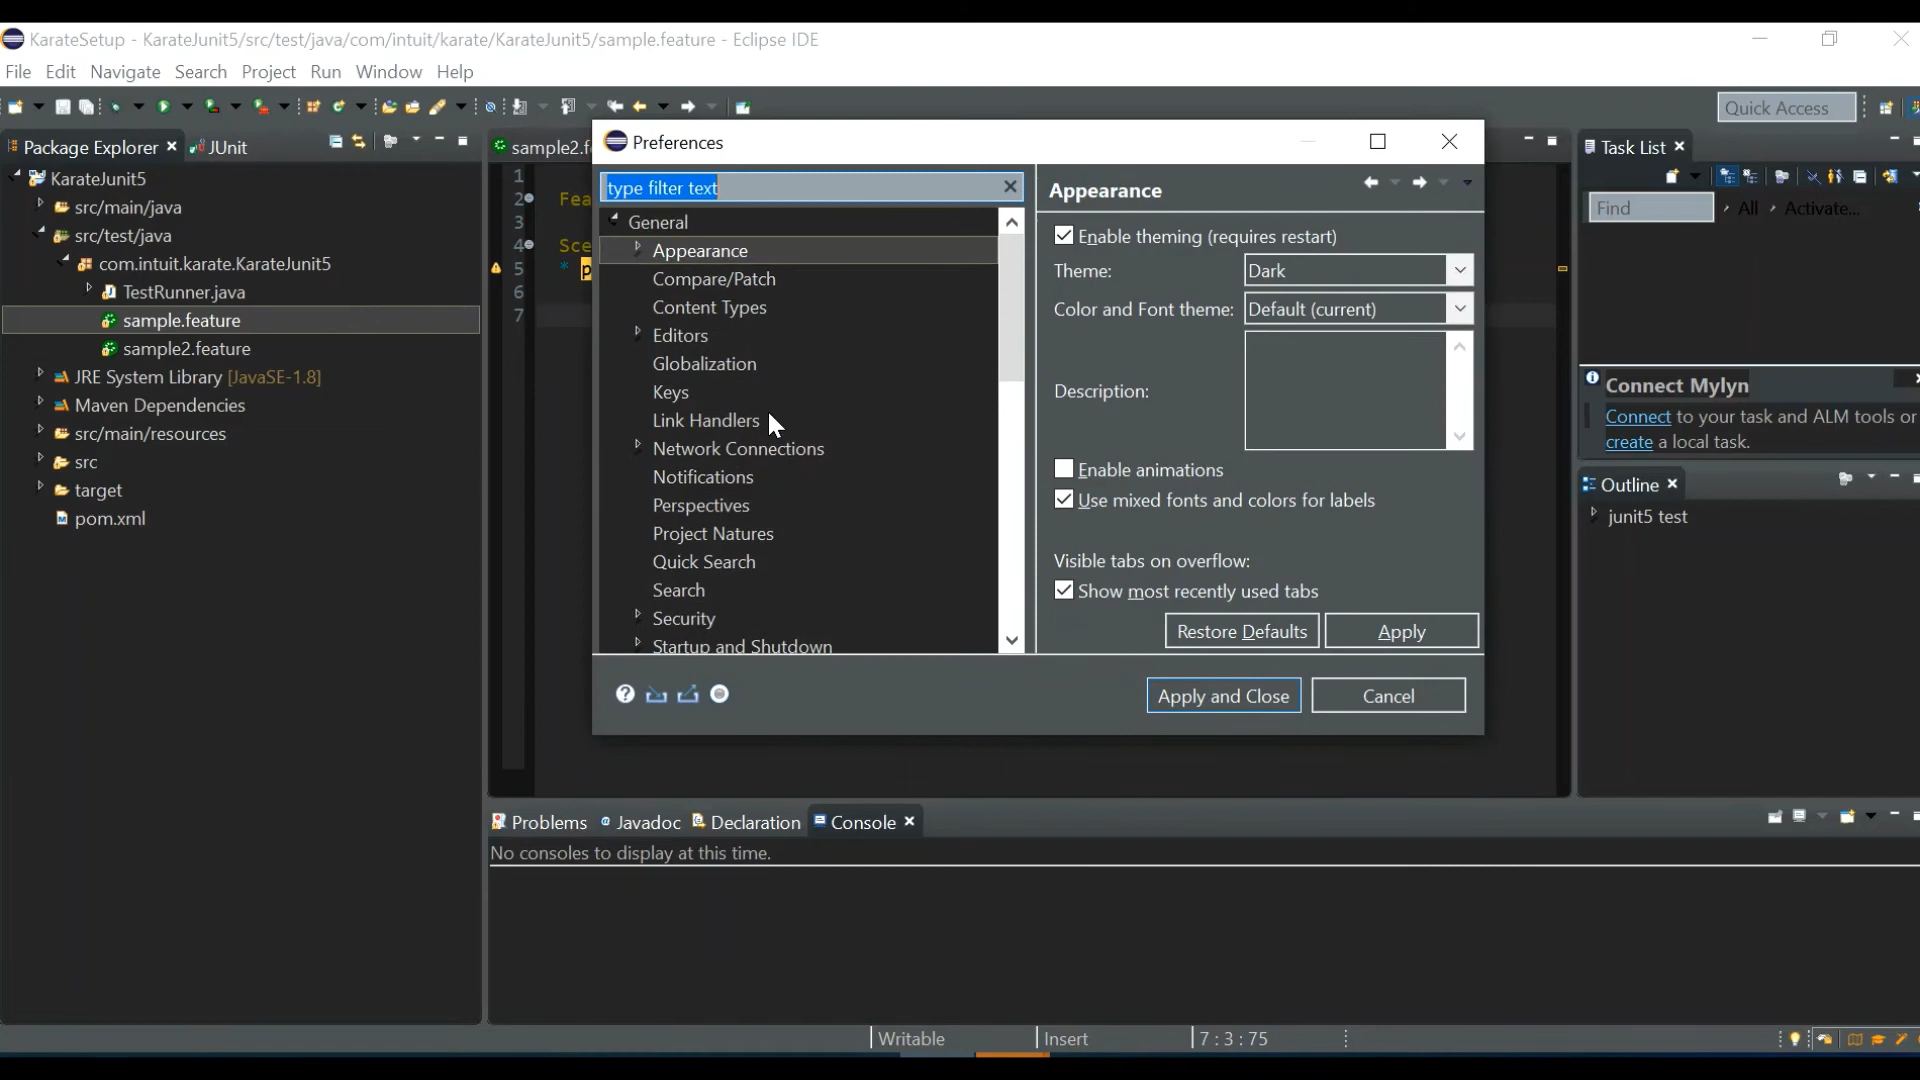 KarateSetup - KarateJunit5/src/test/java/com/intuit/karate/KarateJunit5/sample.feature - Eclipse IDE
File Edit Navigate Search Project Run Window Help
Quick Access
Package Explorer JUnit
KarateJunit5
src/main/java
src/test/java
com.intuit.karate.KarateJunit5
TestRunner.java
sample.feature
sample2.feature
JRE System Library [JavaSE-1.8]
Maven Dependencies
src/main/resources
src
target
pom.xml
sample2.f
1
2 Fea
3
4 Sce
5 * p
6
7
Preferences
type filter text
General
Appearance
Compare/Patch
Content Types
Editors
Globalization
Keys
Link Handlers
Network Connections
Notifications
Perspectives
Project Natures
Quick Search
Search
Security
Startup and Shutdown
Appearance
Enable theming (requires restart)
Theme: Dark
Color and Font theme: Default (current)
Description:
Enable animations
Use mixed fonts and colors for labels
Visible tabs on overflow:
Show most recently used tabs
Restore Defaults Apply
Apply and Close Cancel
Task List
Find All Activate...
Connect Mylyn
Connect to your task and ALM tools or
create a local task.
Outline
junit5 test
Problems Javadoc Declaration Console
No consoles to display at this time.
Writable Insert 7 : 3 : 75